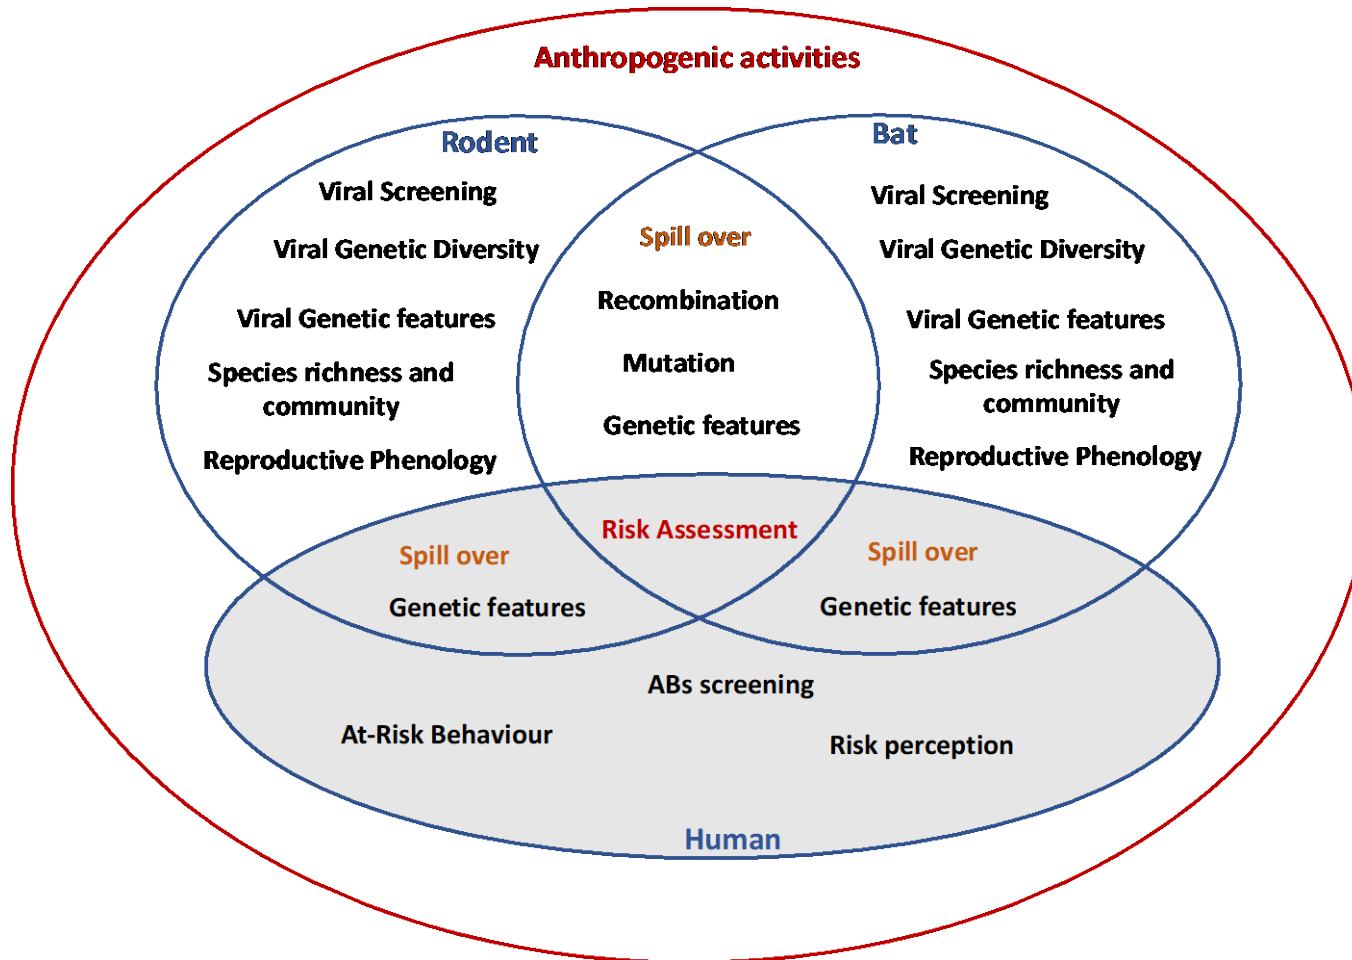 Anthropogenic activities
Rodent
Viral Screening
Viral Genetic Diversity
Viral Genetic features
Species richness and
community
Reproductive Phenology
Spill over
Recombination
Mutation
Genetic features
Bat
Viral Screening
Viral Genetic Diversity
Viral Genetic features
Species richness and
community
Reproductive Phenology
Risk Assessment
Spill over
Genetic features
Spill over
Genetic features
ABs screening
At-Risk Behaviour
Risk perception
Human